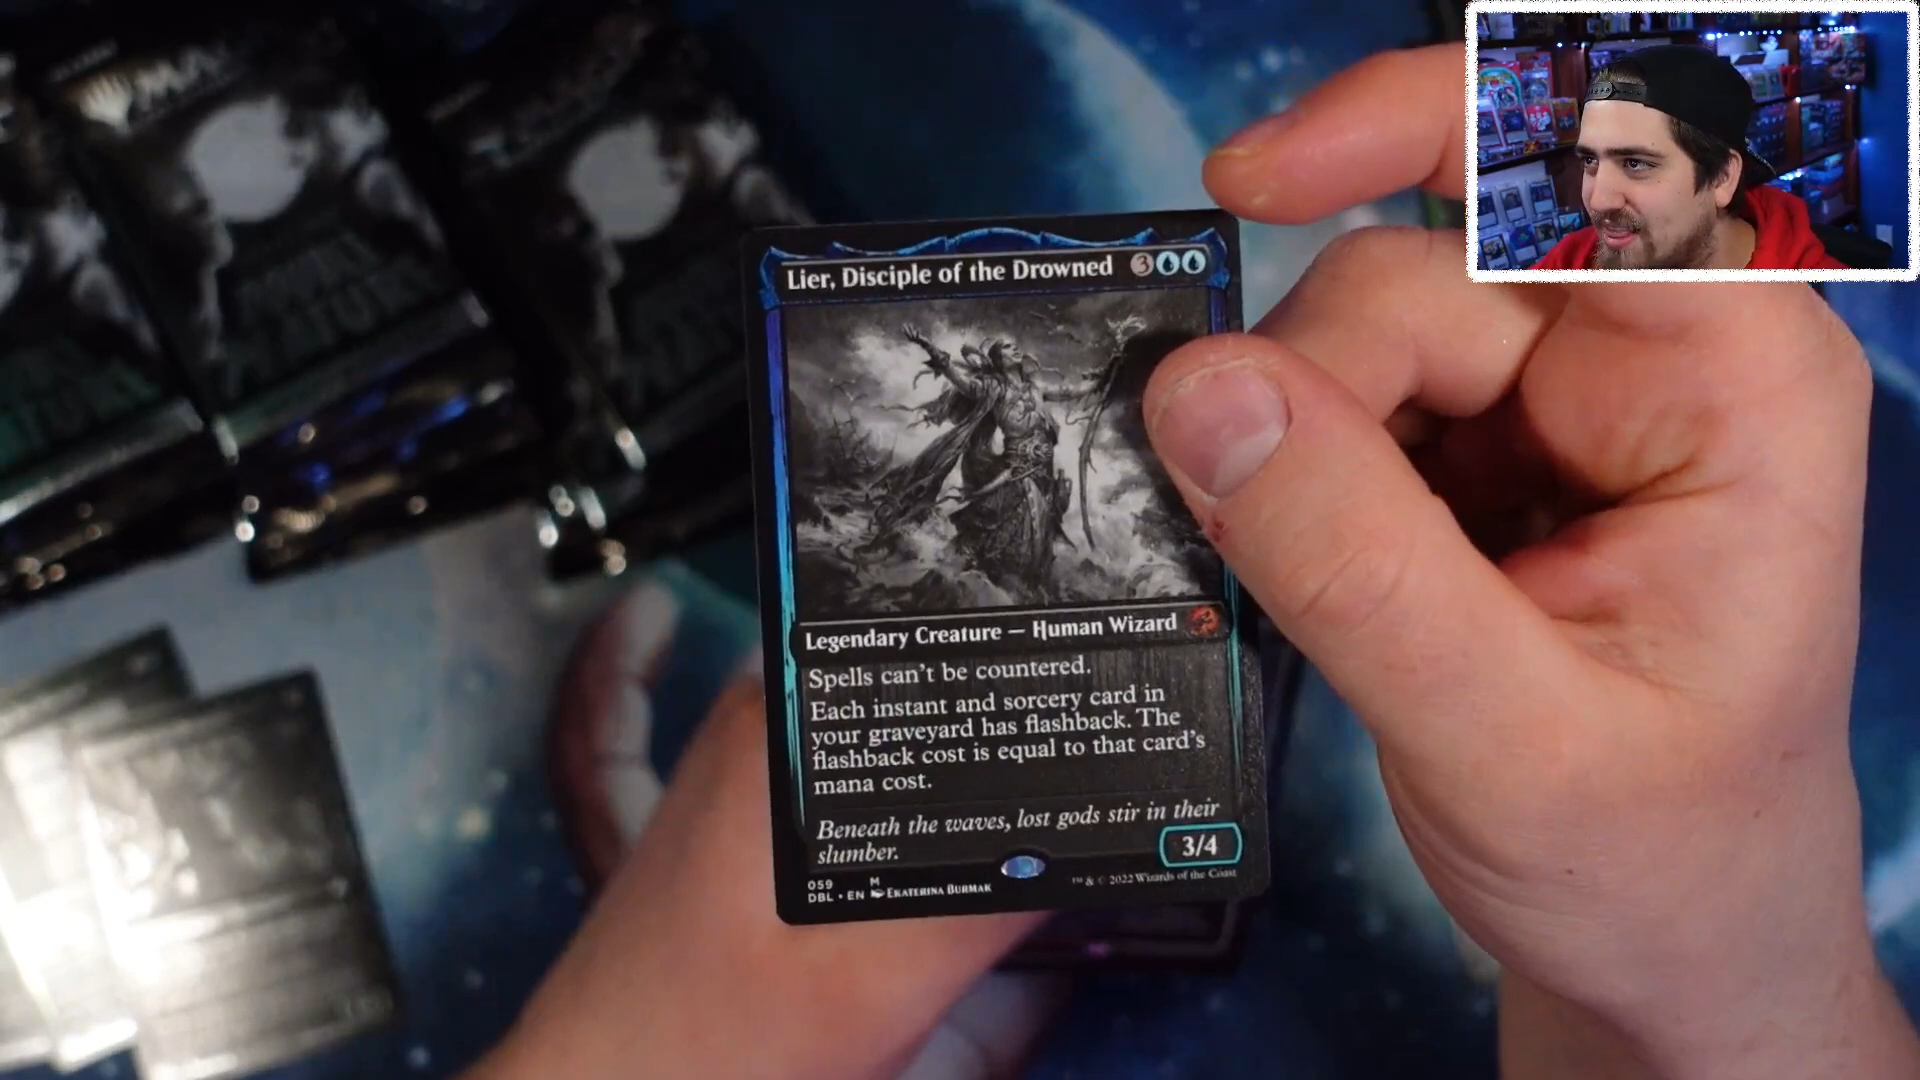 Lier, Disciple of the Drowned 3
Legendary Creature — Human Wizard
Spells can't be countered.
Each instant and sorcery card in
your graveyard has flashback. The
flashback cost is equal to that card's
mana cost.
Beneath the waves, lost gods stir in their
slumber.
3/4
059 M
DBL • EN EKATERINA BURMAK
™ & © 2022 Wizards of the Coast